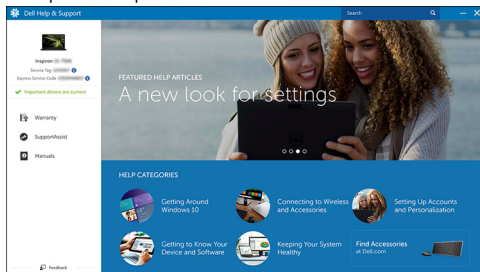 Dell Help & Support
Search
Inspiron
Service Tag
Express Service Code
Important drivers are current
Warranty
SupportAssist
Manuals
Feedback
FEATURED HELP ARTICLES
A new look for settings
HELP CATEGORIES
Getting Around
Windows 10
Connecting to Wireless
and Accessories
Setting Up Accounts
and Personalization
Getting to Know Your
Device and Software
Keeping Your System
Healthy
Find Accessories
at Dell.com